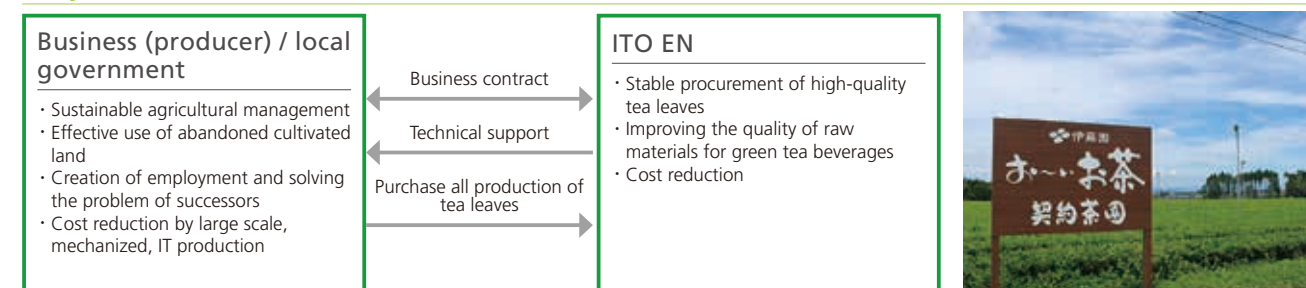 Business (producer) / local
government
・Sustainable agricultural management
・Effective use of abandoned cultivated
land
・Creation of employment and solving
the problem of successors
・Cost reduction by large scale,
mechanized, IT production
Business contract
Technical support
Purchase all production of
tea leaves
ITO EN
・Stable procurement of high-quality
tea leaves
・Improving the quality of raw
materials for green tea beverages
・Cost reduction
伊藤園
お〜いお茶
契約茶園